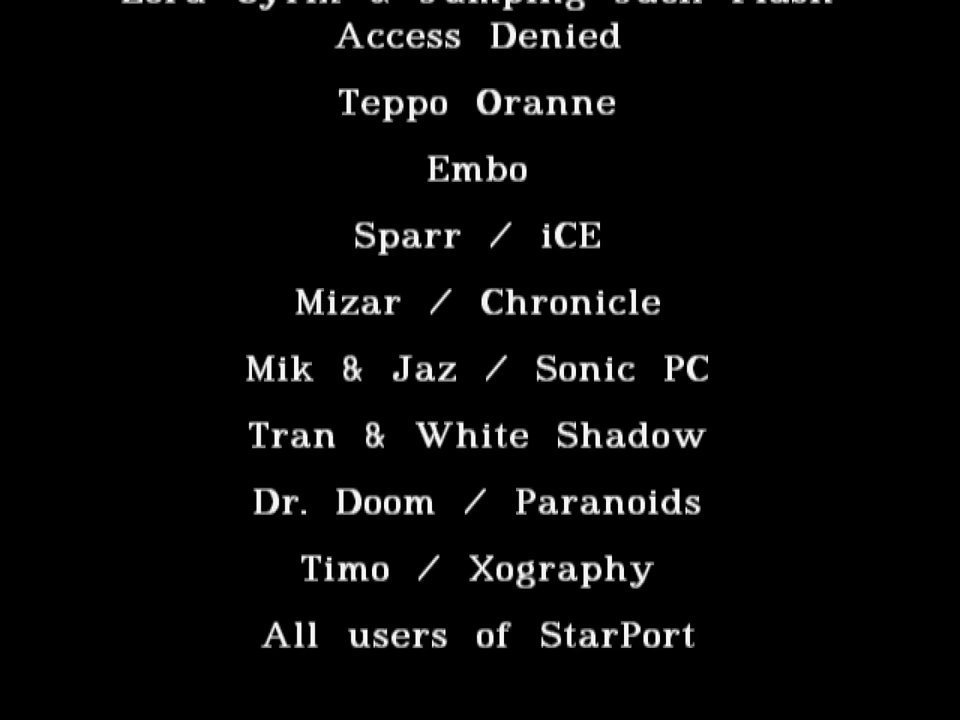 Access Denied
Teppo Oranne
Embo
Sparr / iCE
Mizar / Chronicle
Mik & Jaz / Sonic PC
Tran & White Shadow
Dr. Doom / Paranoids
Timo / Xography
All users of StarPort